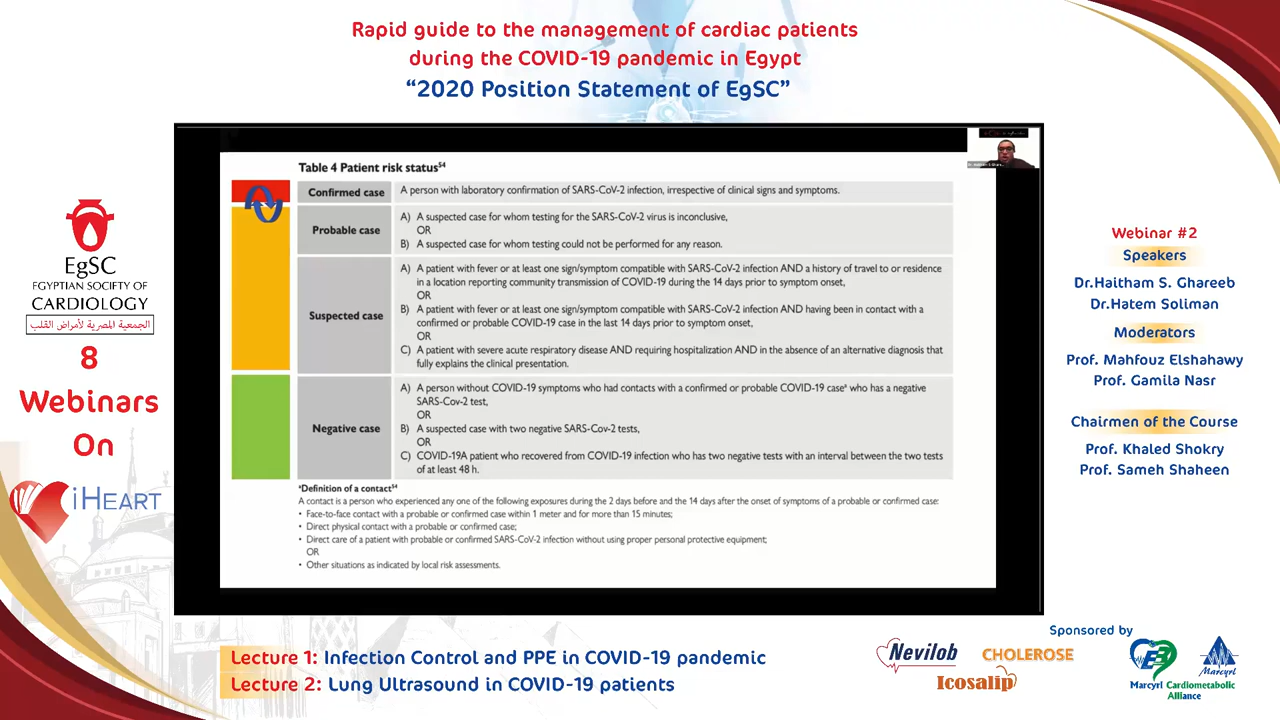 Rapid guide to the management of cardiac patients
during the COVID-19 pandemic in Egypt
“2020 Position Statement of EgSC”
EgSC
EGYPTIAN SOCIETY OF
CARDIOLOGY
الجمعية المصرية لأمراض القلب
8
Webinars
On
iHEART
Table 4 Patient risk status54
Confirmed case
A person with laboratory confirmation of SARS-CoV-2 infection, irrespective of clinical signs and symptoms.
Probable case
A) A suspected case for whom testing for the SARS-CoV-2 virus is inconclusive,
OR
B) A suspected case for whom testing could not be performed for any reason.
Suspected case
A) A patient with fever or at least one sign/symptom compatible with SARS-CoV-2 infection AND a history of travel to or residence
in a location reporting community transmission of COVID-19 during the 14 days prior to symptom onset,
OR
B) A patient with fever or at least one sign/symptom compatible with SARS-CoV-2 infection AND having been in contact with a
confirmed or probable COVID-19 case in the last 14 days prior to symptom onset,
OR
C) A patient with severe acute respiratory disease AND requiring hospitalization AND in the absence of an alternative diagnosis that
fully explains the clinical presentation.
Negative case
A) A person without COVID-19 symptoms who had contacts with a confirmed or probable COVID-19 caseª who has a negative
SARS-Cov-2 test,
OR
B) A suspected case with two negative SARS-Cov-2 tests,
OR
C) COVID-19A patient who recovered from COVID-19 infection who has two negative tests with an interval between the two tests
of at least 48 h.
ªDefinition of a contact54
A contact is a person who experienced any one of the following exposures during the 2 days before and the 14 days after the onset of symptoms of a probable or confirmed case:
• Face-to-face contact with a probable or confirmed case within 1 meter and for more than 15 minutes;
• Direct physical contact with a probable or confirmed case;
• Direct care of a patient with probable or confirmed SARS-CoV-2 infection without using proper personal protective equipment;
OR
• Other situations as indicated by local risk assessments.
Webinar #2
Speakers
Dr.Haitham S. Ghareeb
Dr.Hatem Soliman
Moderators
Prof. Mahfouz Elshahawy
Prof. Gamila Nasr
Chairmen of the Course
Prof. Khaled Shokry
Prof. Sameh Shaheen
Lecture 1: Infection Control and PPE in COVID-19 pandemic
Lecture 2: Lung Ultrasound in COVID-19 patients
Sponsored by
Nevilob
CHOLEROSE
Icosalip
Marcyrl Cardiometabolic
Alliance
Marcyrl